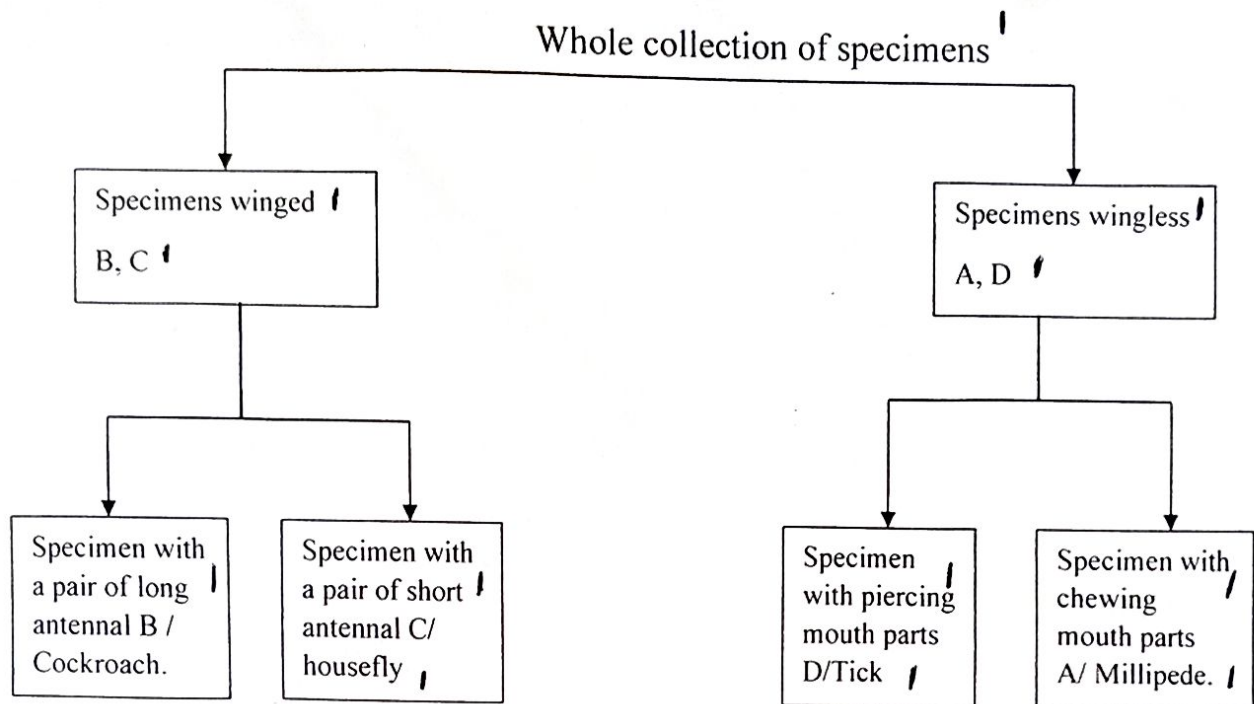 Whole collection of specimens
Specimens winged
B, C
Specimens wingless
A, D
Specimen with
a pair of long
antennal B /
Cockroach.
Specimen with
a pair of short
antennal C/
housefly
Specimen
with piercing
mouth parts
D/Tick
Specimen with
chewing
mouth parts
A/ Millipede.